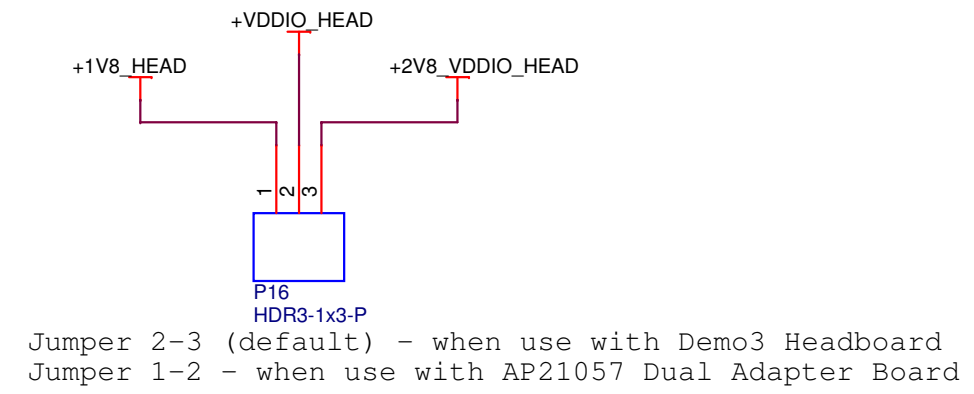 +VDDIO_HEAD
+1V8_HEAD
+2V8_VDDIO_HEAD
1
2
3
P16
HDR3-1x3-P
Jumper 2-3 (default) - when use with Demo3 Headboard
Jumper 1-2 - when use with AP21057 Dual Adapter Board